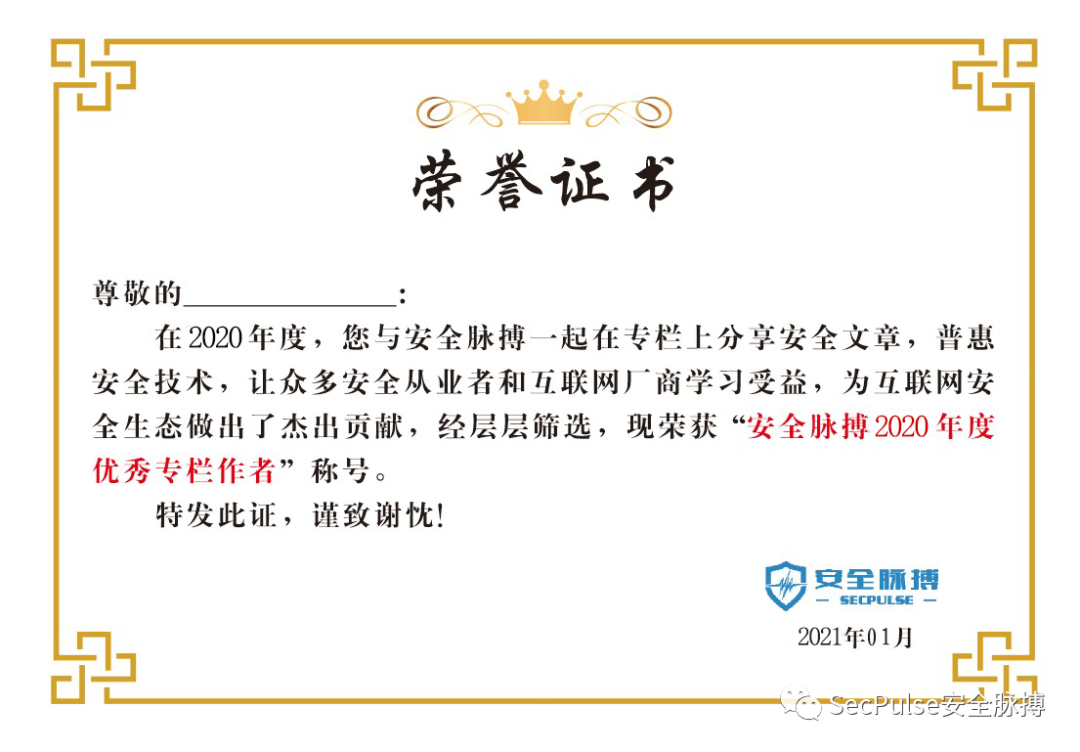 荣誉证书
尊敬的_______________：
在2020年度，您与安全脉搏一起在专栏上分享安全文章，普惠
安全技术，让众多安全从业者和互联网厂商学习受益，为互联网安
全生态做出了杰出贡献，经层层筛选，现荣获“安全脉搏2020年度
优秀专栏作者”称号。
特发此证，谨致谢忱！
安全脉搏
SECPULSE
2021年01月
SecPulse安全脉搏